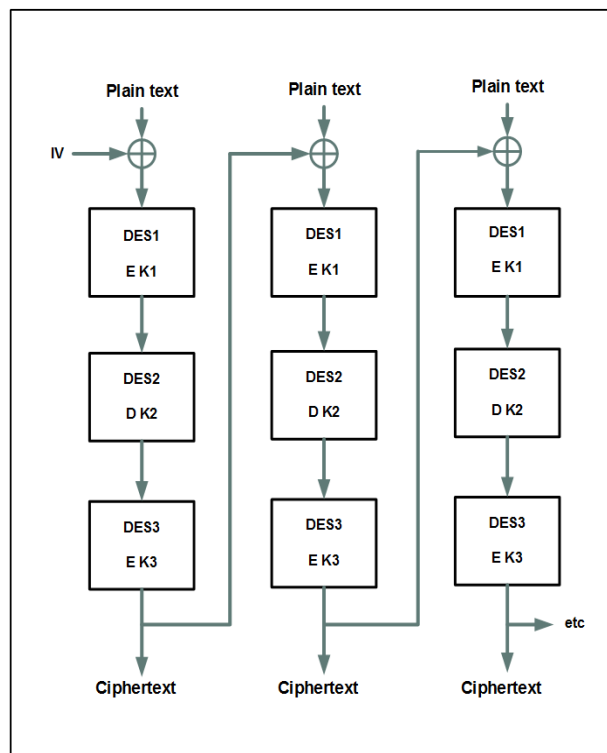 Plain text
IV
DES1
E K1
DES2
D K2
DES3
E K3
Ciphertext
Plain text
DES1
E K1
DES2
D K2
DES3
E K3
Ciphertext
Plain text
DES1
E K1
DES2
D K2
DES3
E K3
etc
Ciphertext